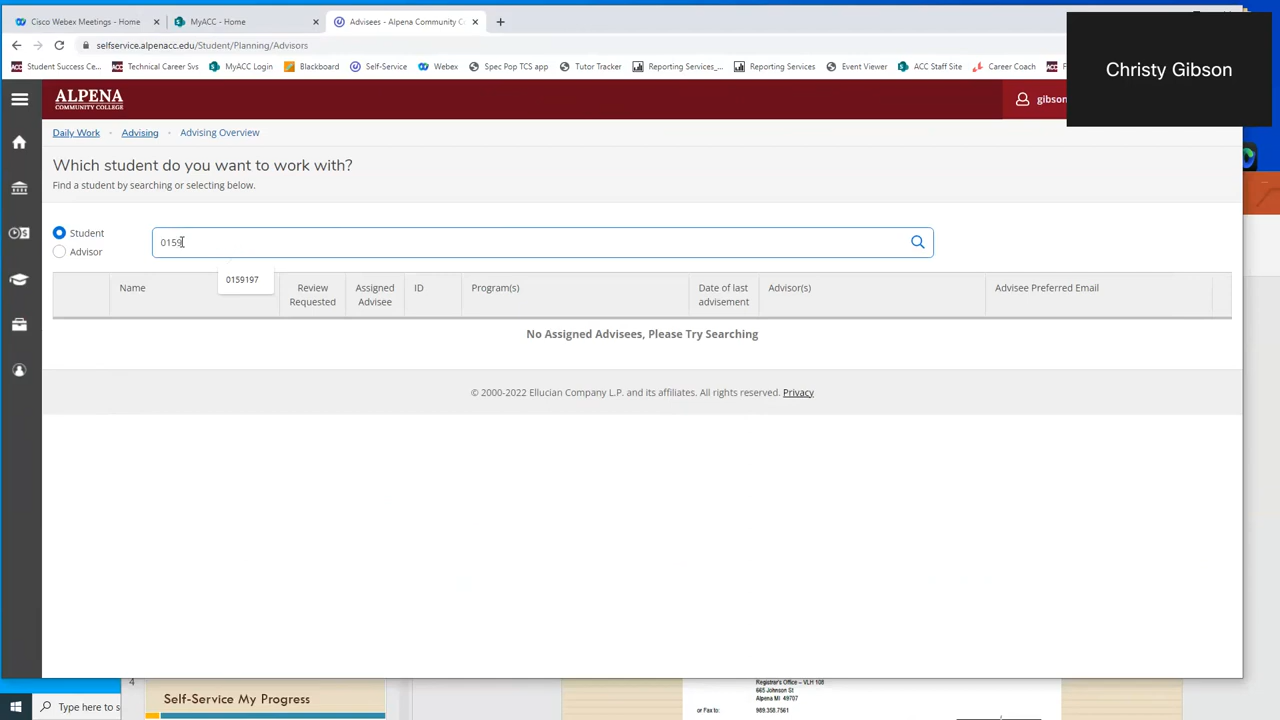 Cisco Webex Meetings - Home
MyACC - Home
Advisees - Alpena Community C
selfservice.alpenacc.edu/Student/Planning/Advisors
Student Success Ce...
Technical Career Svs
MyACC Login
Blackboard
Self-Service
Webex
Spec Pop TCS app
Tutor Tracker
Reporting Services_...
Reporting Services
Event Viewer
ACC Staff Site
Career Coach
Christy Gibson
ALPENA
COMMUNITY COLLEGE
gibson
Daily Work
Advising
Advising Overview
Which student do you want to work with?
Find a student by searching or selecting below.
Student
Advisor
0159
0159197
Name
Review
Requested
Assigned
Advisee
ID
Program(s)
Date of last
advisement
Advisor(s)
Advisee Preferred Email
No Assigned Advisees, Please Try Searching
© 2000-2022 Ellucian Company L.P. and its affiliates. All rights reserved. Privacy
4
Self-Service My Progress
Registrar's Office – VLH 108
665 Johnson St
Alpena MI 49707
or Fax to: 989.358.7561
Type here to s